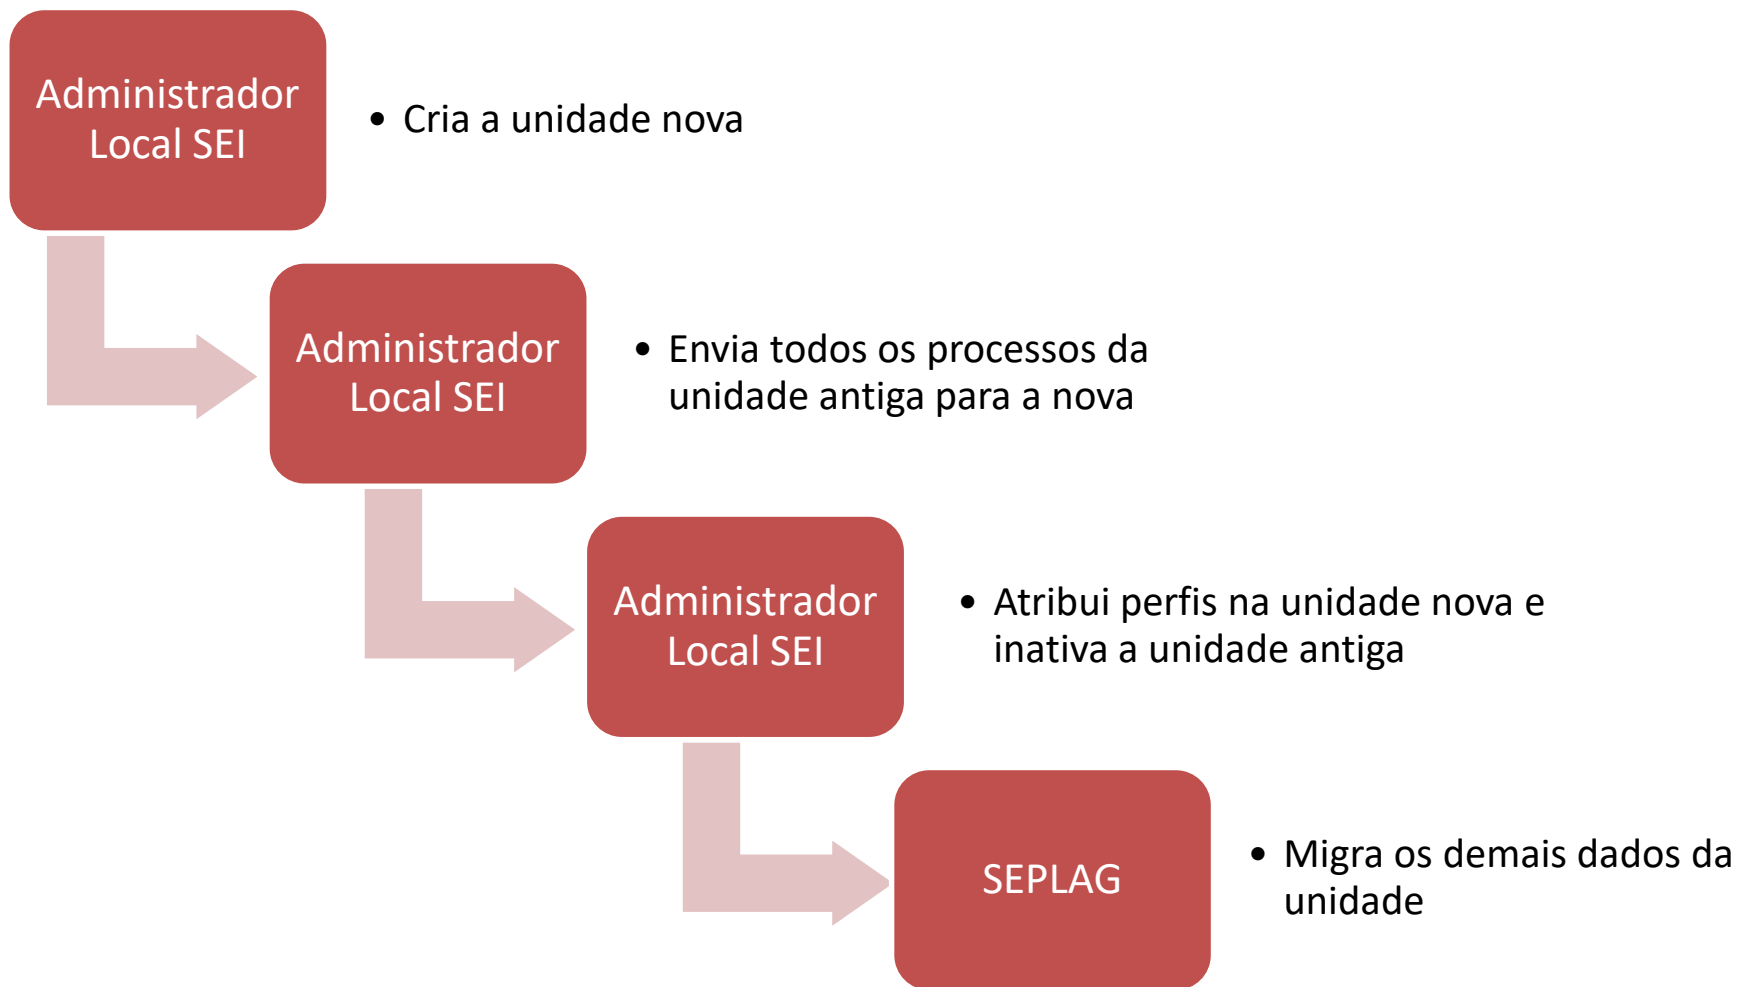 Administrador
Local SEI
• Cria a unidade nova
Administrador
Local SEI
• Envia todos os processos da
unidade antiga para a nova
Administrador
Local SEI
• Atribui perfis na unidade nova e
inativa a unidade antiga
SEPLAG
• Migra os demais dados da
unidade